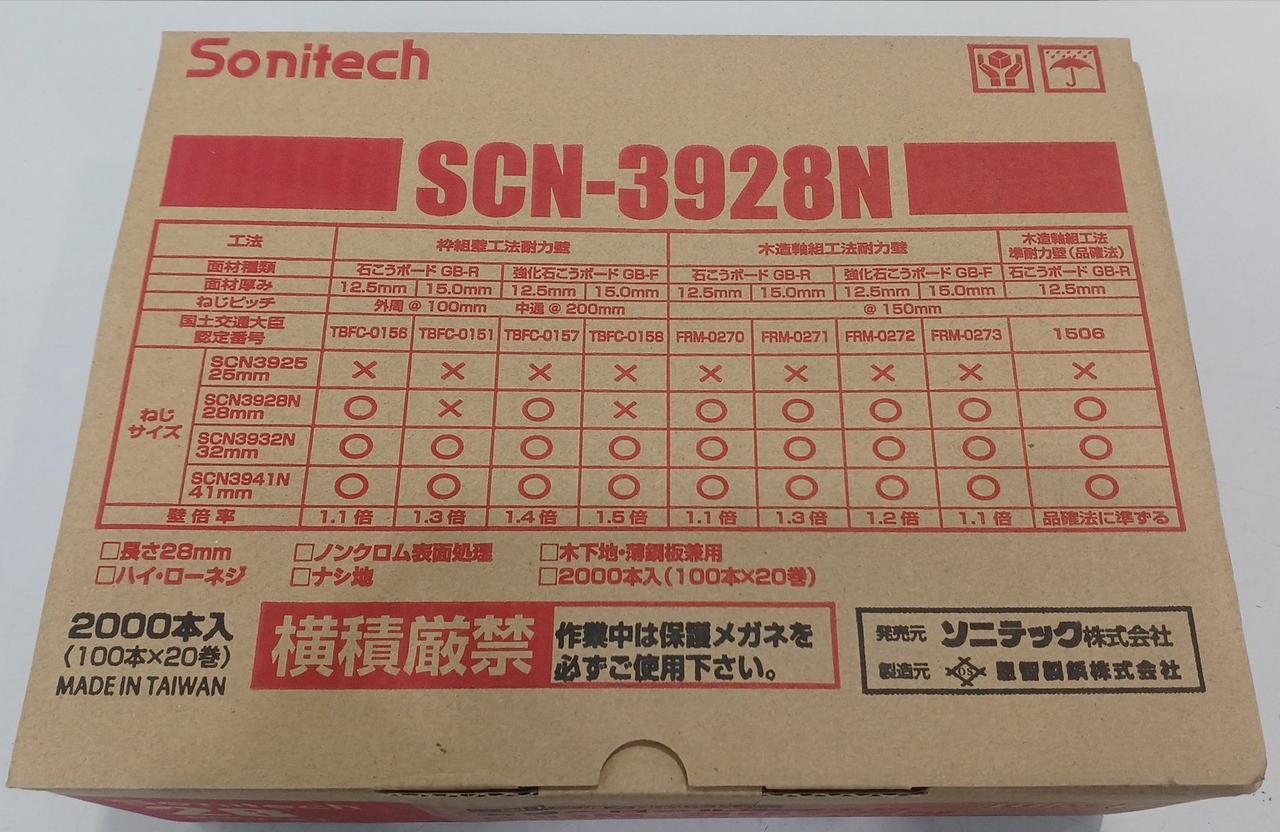 Sonitech
SCN-3928N
工法 枠組壁工法耐力壁 木造軸組工法耐力壁 木造軸組工法
準耐力壁(品確法)
面材種類 石こうボード GB-R 強化石こうボード GB-F 石こうボード GB-R 強化石こうボード GB-F 石こうボード GB-R
面材厚み 12.5mm 15.0mm 12.5mm 15.0mm 12.5mm 15.0mm 12.5mm 15.0mm 12.5mm
ねじピッチ 外周 @ 100mm 中通 @ 200mm @ 150mm
国土交通大臣
認定番号 TBFC-0156 TBFC-0151 TBFC-0157 TBFC-0158 FRM-0270 FRM-0271 FRM-0272 FRM-0273 1506
ねじ
サイズ
SCN3925
25mm × × × × × × × × ×
SCN3928N
28mm ○ × ○ × ○ ○ ○ ○ ○
SCN3932N
32mm ○ ○ ○ ○ ○ ○ ○ ○ ○
SCN3941N
41mm ○ ○ ○ ○ ○ ○ ○ ○ ○
壁倍率 1.1倍 1.3倍 1.4倍 1.5倍 1.1倍 1.3倍 1.2倍 1.1倍 品確法に準ずる
□長さ28mm □ノンクロム表面処理 □木下地・薄鋼板兼用
□ハイ・ローネジ □ナシ地 □2000本入(100本×20巻)
2000本入
(100本×20巻)
MADE IN TAIWAN
横積厳禁
作業中は保護メガネを
必ずご使用下さい。
発売元 ソニテック株式会社
製造元 株式会社